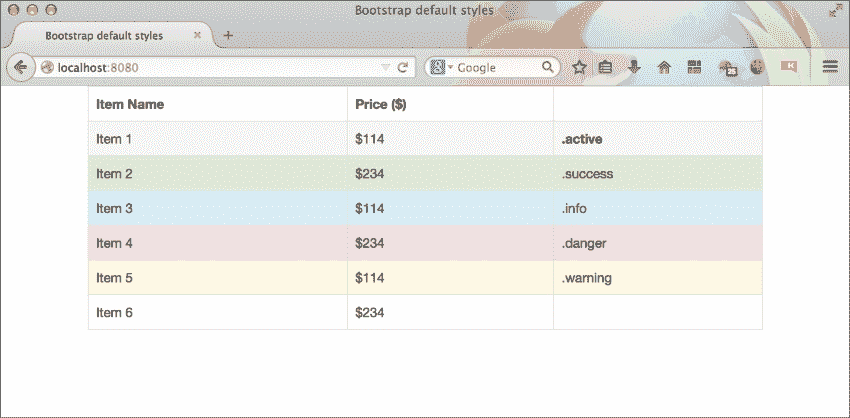 Bootstrap default styles
Bootstrap default styles
localhost:8080
Google
Item Name Price ($)
Item 1 $114 .active
Item 2 $234 .success
Item 3 $114 .info
Item 4 $234 .danger
Item 5 $114 .warning
Item 6 $234